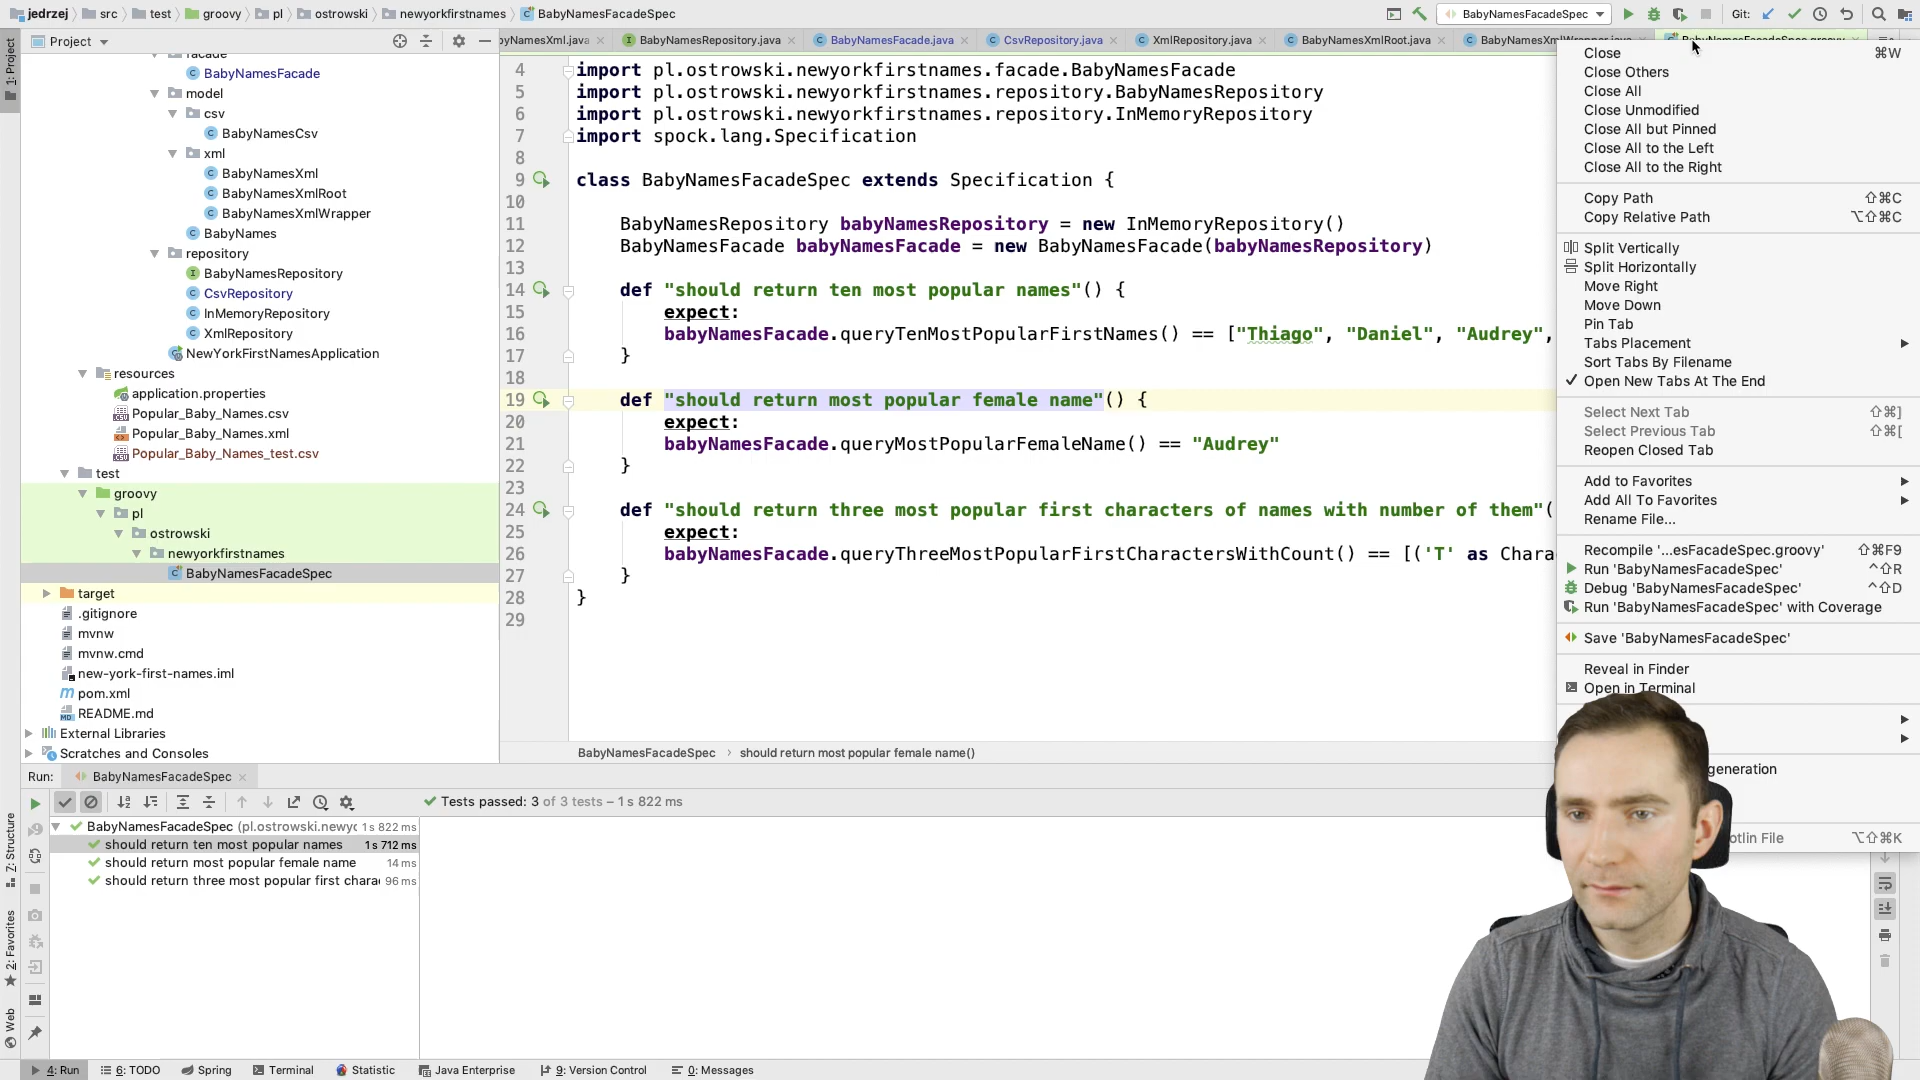 jedrzej
src
test
groovy
pl
ostrowski
newyorkfirstnames
BabyNamesFacadeSpec
BabyNamesFacadeSpec
Git:
1: Project
Project
byNamesXml.java
BabyNamesRepository.java
BabyNamesFacade.java
CsvRepository.java
XmlRepository.java
BabyNamesXmlRoot.java
facade
BabyNamesFacade
model
csv
BabyNamesCsv
xml
BabyNamesXml
BabyNamesXmlRoot
BabyNamesXmlWrapper
BabyNames
repository
BabyNamesRepository
CsvRepository
InMemoryRepository
XmlRepository
NewYorkFirstNamesApplication
resources
application.properties
Popular_Baby_Names.csv
Popular_Baby_Names.xml
Popular_Baby_Names_test.csv
test
groovy
pl
ostrowski
newyorkfirstnames
BabyNamesFacadeSpec
target
.gitignore
mvnw
mvnw.cmd
new-york-first-names.iml
pom.xml
README.md
External Libraries
Scratches and Consoles
4 import pl.ostrowski.newyorkfirstnames.facade.BabyNamesFacade
5 import pl.ostrowski.newyorkfirstnames.repository.BabyNamesRepository
6 import pl.ostrowski.newyorkfirstnames.repository.InMemoryRepository
7 import spock.lang.Specification
8
9 class BabyNamesFacadeSpec extends Specification {
10
11 BabyNamesRepository babyNamesRepository = new InMemoryRepository()
12 BabyNamesFacade babyNamesFacade = new BabyNamesFacade(babyNamesRepository)
13
14 def "should return ten most popular names"() {
15 expect:
16 babyNamesFacade.queryTenMostPopularFirstNames() == ["Thiago", "Daniel", "Audrey",
17 }
18
19 def "should return most popular female name"() {
20 expect:
21 babyNamesFacade.queryMostPopularFemaleName() == "Audrey"
22 }
23
24 def "should return three most popular first characters of names with number of them"(
25 expect:
26 babyNamesFacade.queryThreeMostPopularFirstCharactersWithCount() == [('T' as Chara
27 }
28 }
29
BabyNamesFacadeSpec › should return most popular female name()
Close ⌘W
Close Others
Close All
Close Unmodified
Close All but Pinned
Close All to the Left
Close All to the Right
Copy Path ⇧⌘C
Copy Relative Path ⌥⇧⌘C
Split Vertically
Split Horizontally
Move Right
Move Down
Pin Tab
Tabs Placement
Sort Tabs By Filename
✓ Open New Tabs At The End
Select Next Tab ⇧⌘]
Select Previous Tab ⇧⌘[
Reopen Closed Tab
Add to Favorites
Add All To Favorites
Rename File...
Recompile '...esFacadeSpec.groovy' ⇧⌘F9
Run 'BabyNamesFacadeSpec' ^⇧R
Debug 'BabyNamesFacadeSpec' ^⇧D
Run 'BabyNamesFacadeSpec' with Coverage
Save 'BabyNamesFacadeSpec'
Reveal in Finder
Open in Terminal
generation
otlin File ⌥⇧⌘K
Run:
BabyNamesFacadeSpec
Tests passed: 3 of 3 tests – 1 s 822 ms
BabyNamesFacadeSpec (pl.ostrowski.newyc 1 s 822 ms
should return ten most popular names 1 s 712 ms
should return most popular female name 14 ms
should return three most popular first chara 96 ms
Z: Structure
2: Favorites
Web
4: Run
6: TODO
Spring
Terminal
Statistic
Java Enterprise
9: Version Control
0: Messages